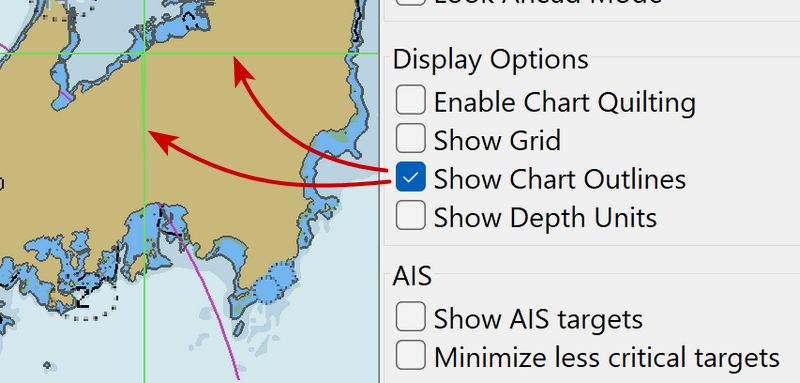 Look Ahead Mode
Display Options
Enable Chart Quilting
Show Grid
Show Chart Outlines
Show Depth Units
AIS
Show AIS targets
Minimize less critical targets